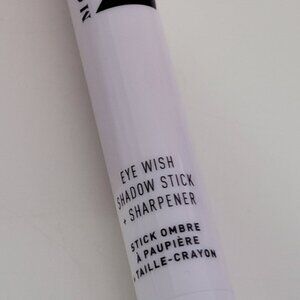 EYE WISH
SHADOW STICK
+ SHARPENER
STICK OMBRE
À PAUPIÈRE
+ TAILLE-CRAYON